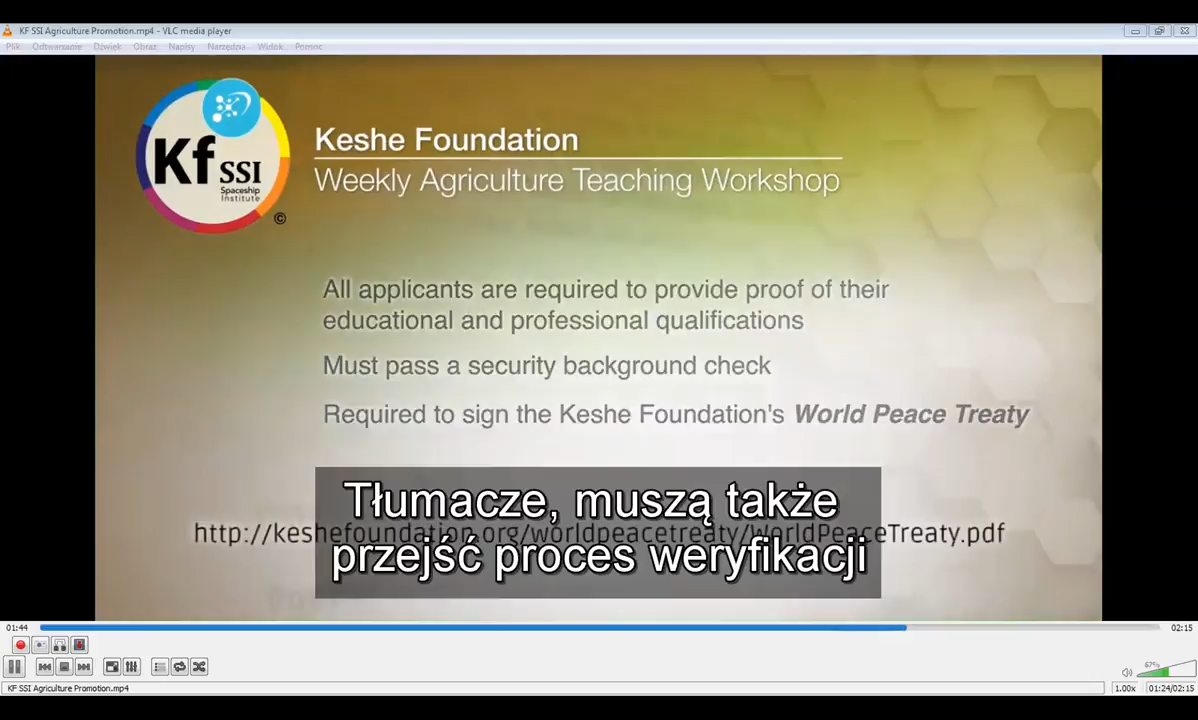 KF SSI Agriculture Promotion.mp4 - VLC media player
Plik Odtwarzanie Dźwięk Obraz Napisy Narzędzia Widok Pomoc
Kf SSI
Spaceship
Institute
©
Keshe Foundation
Weekly Agriculture Teaching Workshop
All applicants are required to provide proof of their
educational and professional qualifications
Must pass a security background check
Required to sign the Keshe Foundation's World Peace Treaty
http://keshefoundation.org/worldpeacetreaty/WorldPeaceTreaty.pdf
Tłumacze, muszą także
przejść proces weryfikacji
01:44 02:15
67%
KF SSI Agriculture Promotion.mp4 1.00x 01:24/02:15